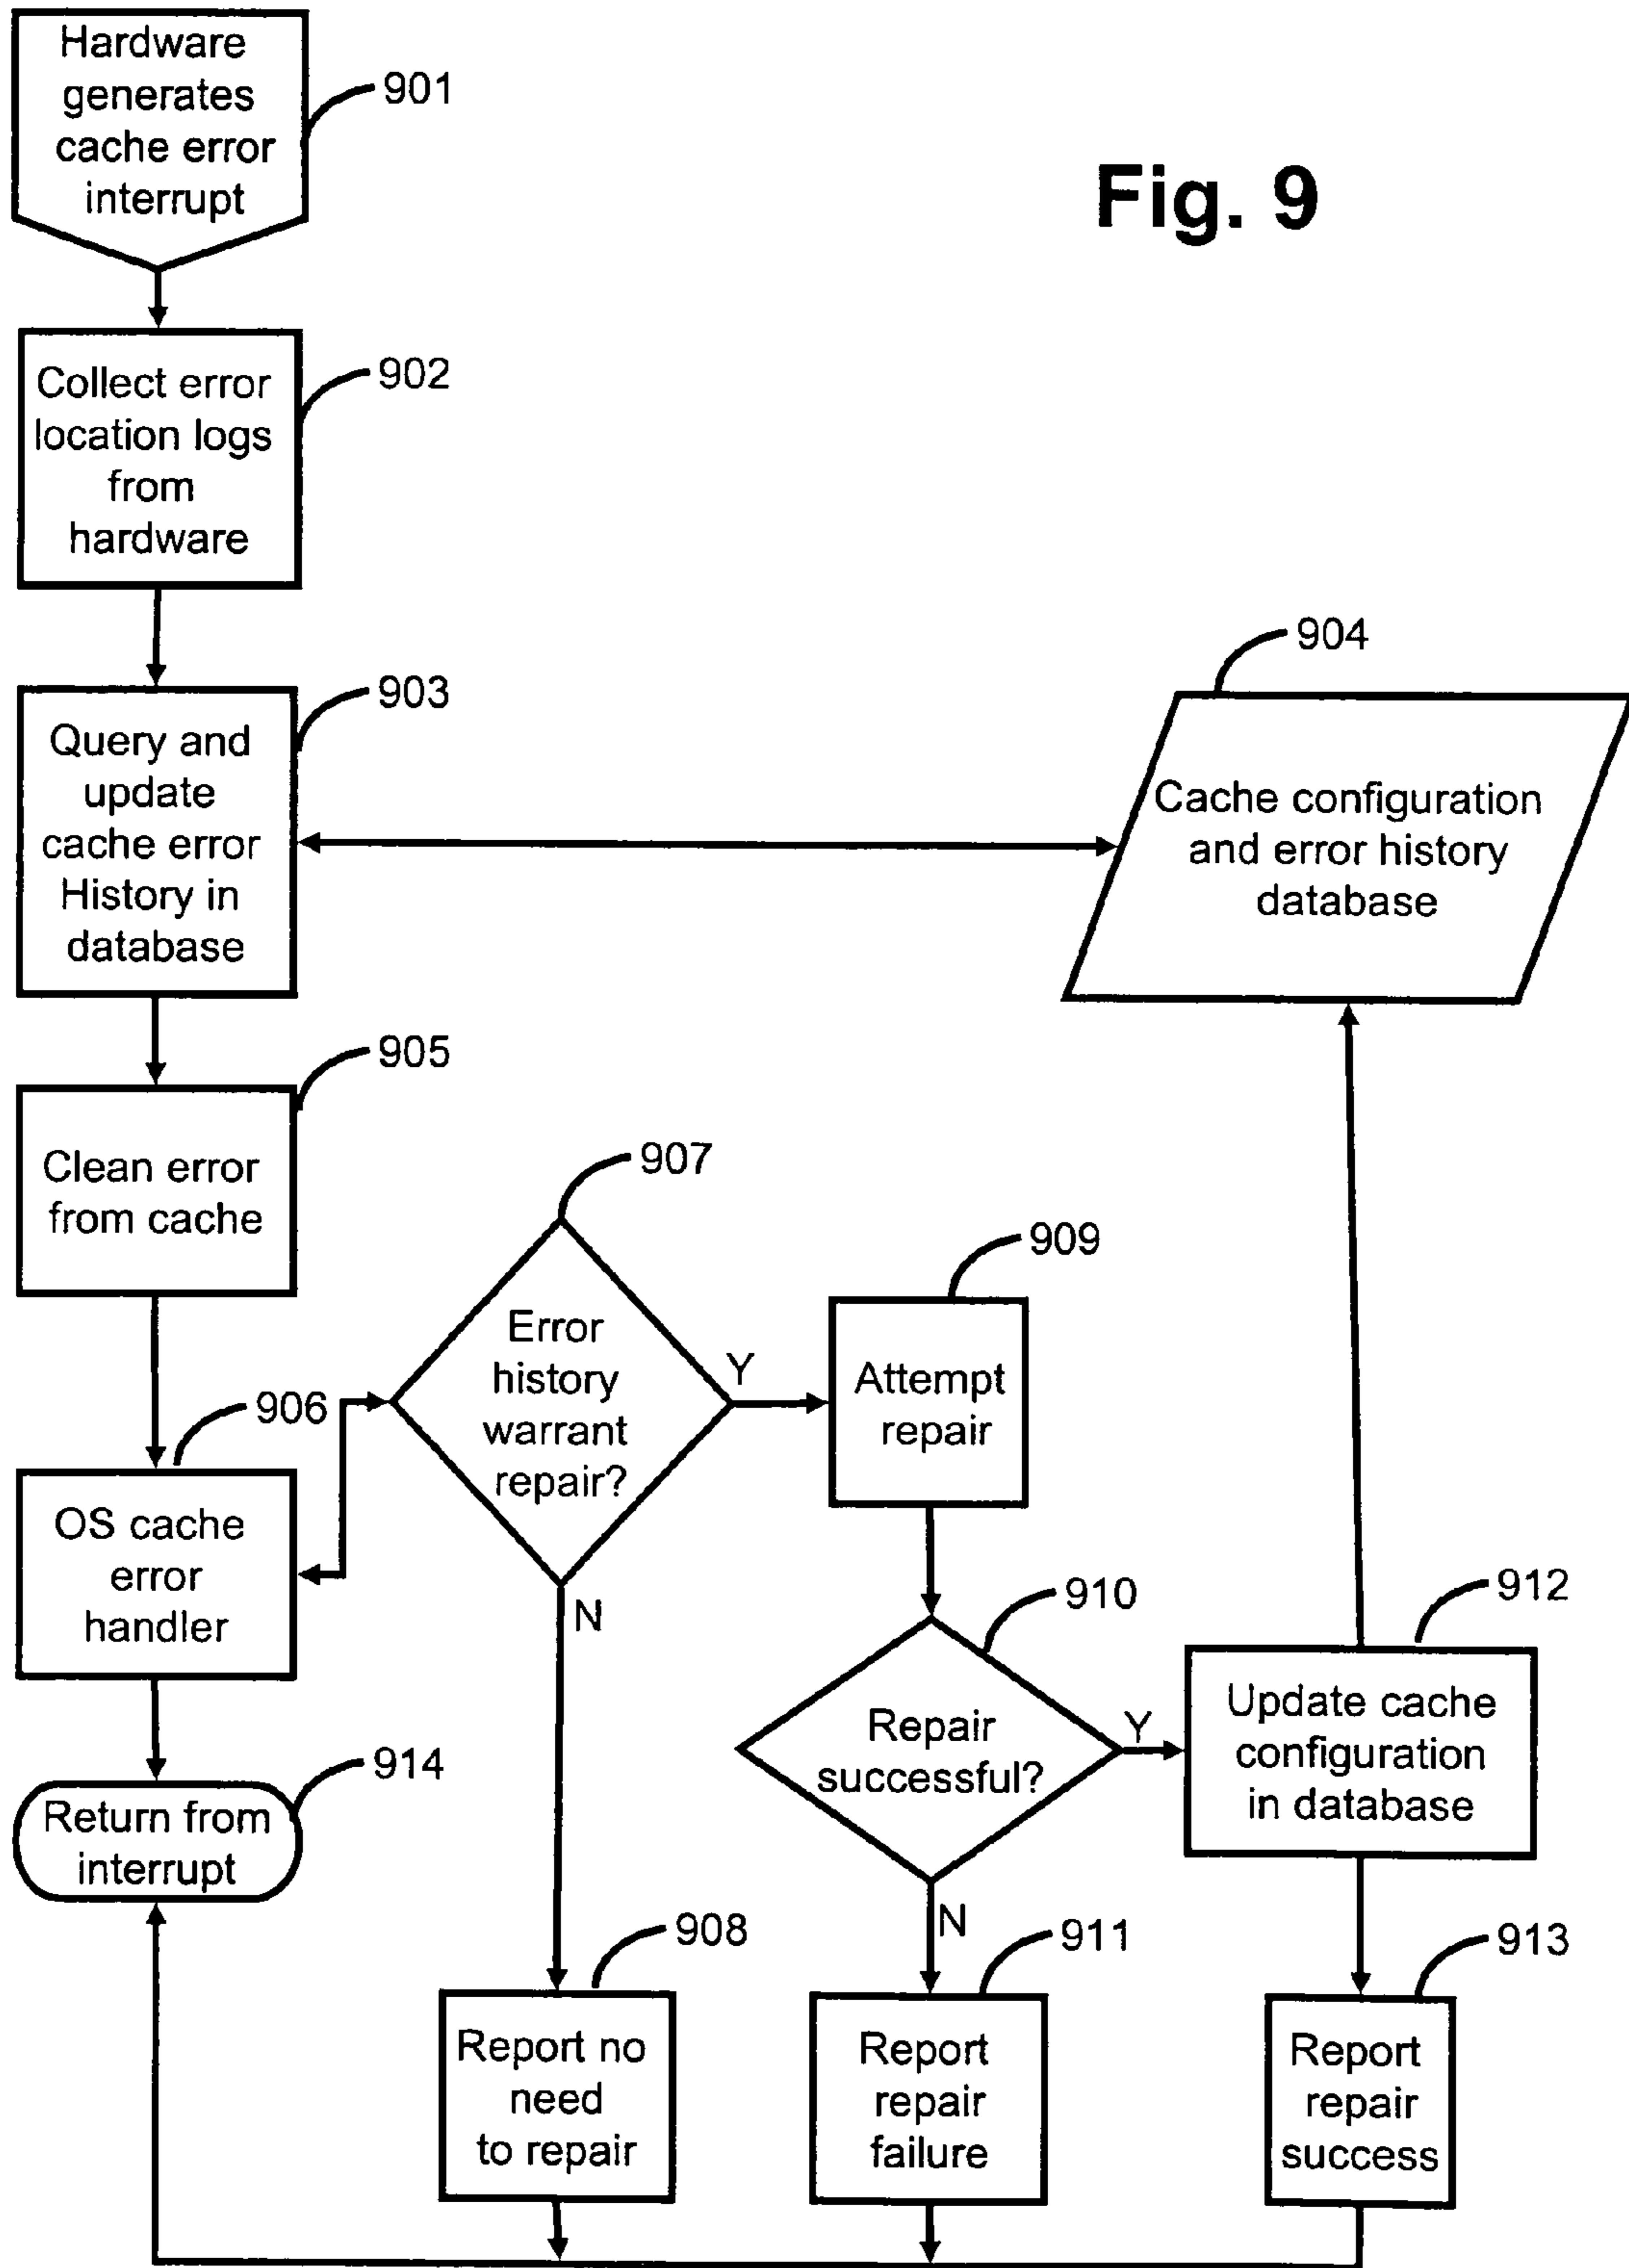 Hardware
generates
cache error
interrupt
901
Fig. 9
Collect error
location logs
from
hardware
902
Query and
update
cache error
History in
database
903
904
Cache configuration
and error history
database
Clean error
from cache
905
OS cache
error
handler
906
907
Error
history
warrant
repair?
Y
N
909
Attempt
repair
910
Repair
successful?
Y
N
912
Update cache
configuration
in database
Return from
interrupt
914
908
Report no
need
to repair
911
Report
repair
failure
913
Report
repair
success